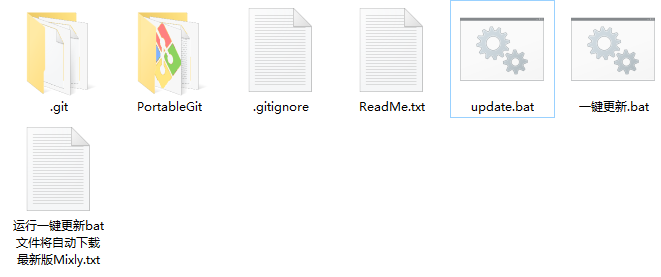 .git
PortableGit
.gitignore
ReadMe.txt
update.bat
一键更新.bat
运行一键更新bat
文件将自动下载
最新版Mixly.txt